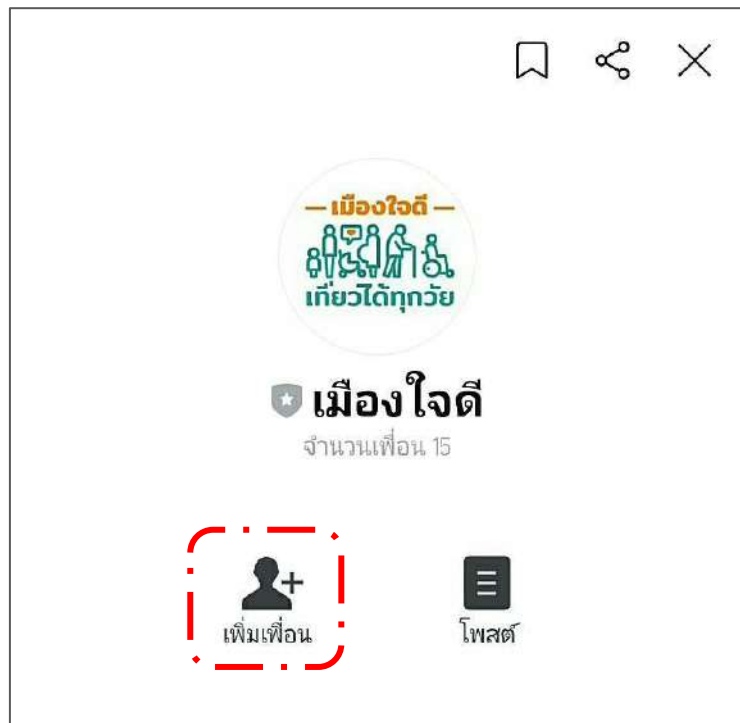 — เมืองใจดี —
เที่ยวได้ทุกวัย
เมืองใจดี
จำนวนเพื่อน 15
เพิ่มเพื่อน
โพสต์